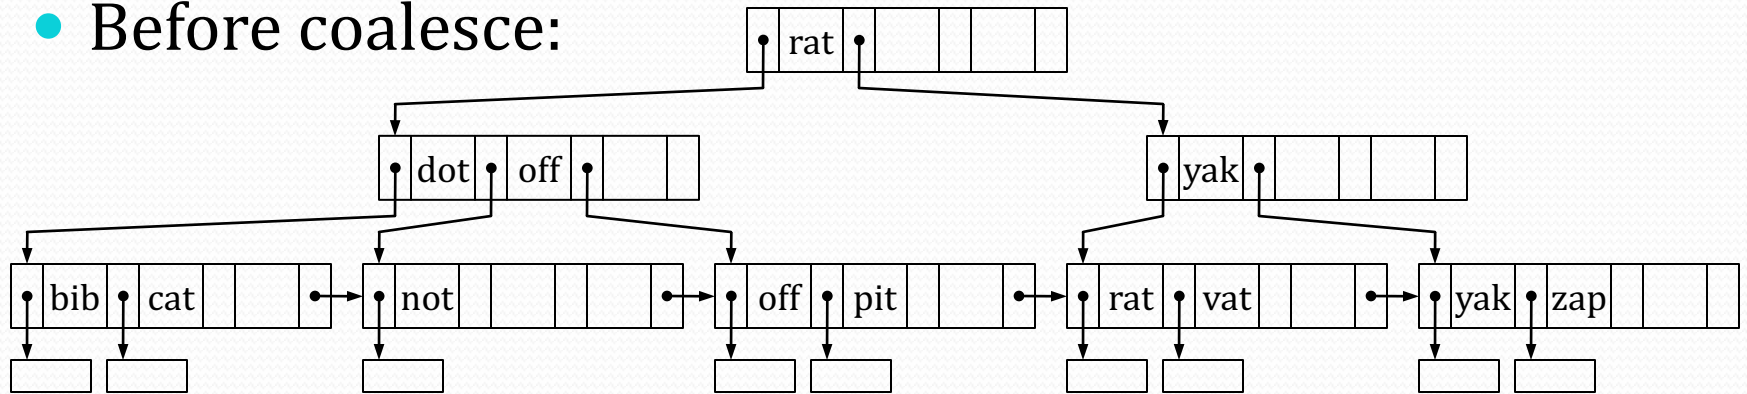 Before coalesce:
rat
dot off
yak
bib cat
not
off pit
rat vat
yak zap